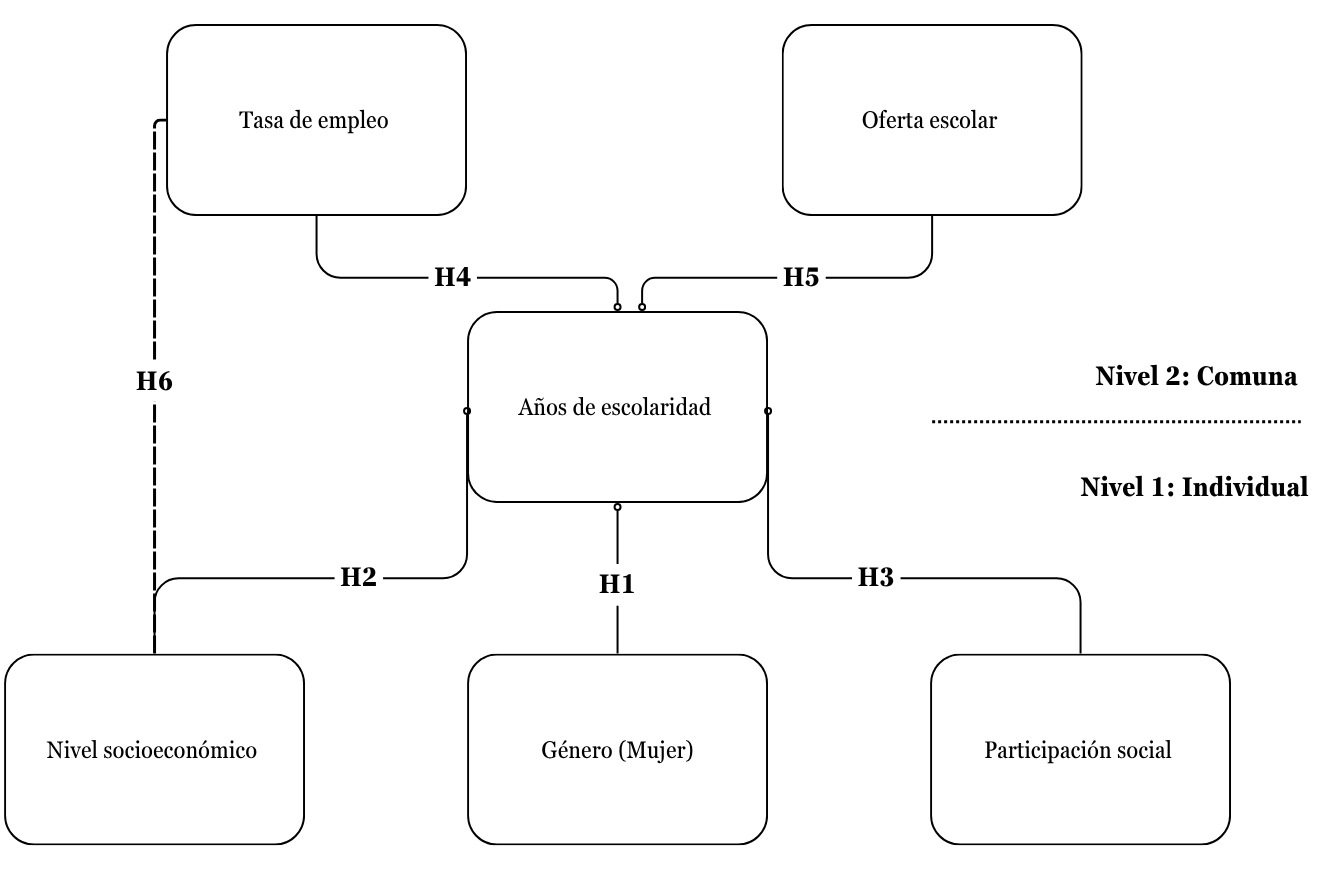 Tasa de empleo
Oferta escolar
H4
H5
Nivel 2: Comuna
H6
Años de escolaridad
Nivel 1: Individual
H2
H1
H3
Nivel socioeconómico
Género (Mujer)
Participación social